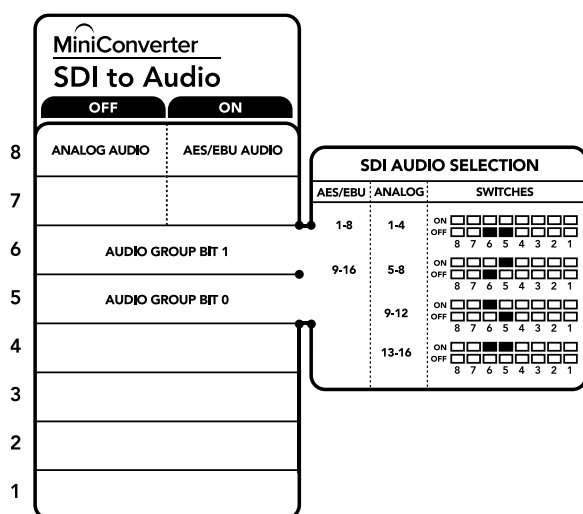 MiniConverter
SDI to Audio
OFF ON
8 ANALOG AUDIO AES/EBU AUDIO
7
6 AUDIO GROUP BIT 1
5 AUDIO GROUP BIT 0
4
3
2
1
SDI AUDIO SELECTION
AES/EBU ANALOG SWITCHES
1-8 1-4 ON
OFF
8 7 6 5 4 3 2 1
9-16 5-8 ON
OFF
8 7 6 5 4 3 2 1
9-12 ON
OFF
8 7 6 5 4 3 2 1
13-16 ON
OFF
8 7 6 5 4 3 2 1